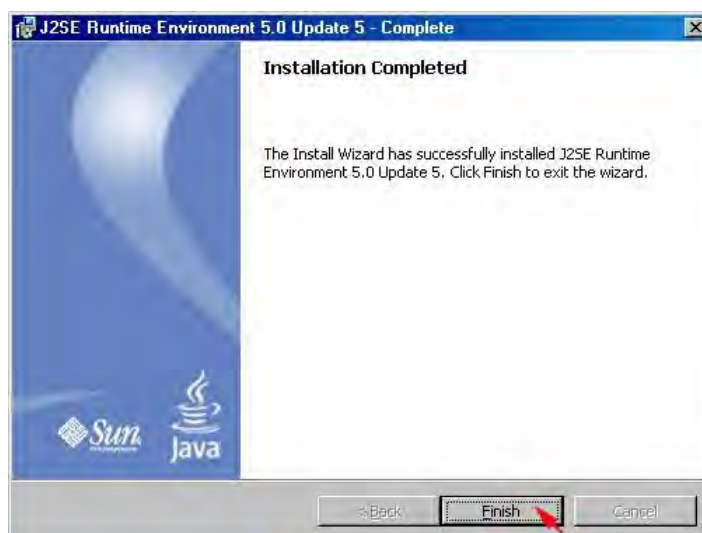 J2SE Runtime Environment 5.0 Update 5 - Complete
Installation Completed
The Install Wizard has successfully installed J2SE Runtime
Environment 5.0 Update 5. Click Finish to exit the wizard.
Sun
Java
< Back
Finish
Cancel